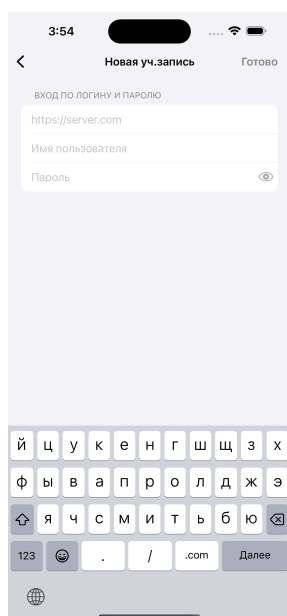 3:54
Новая уч.запись
Готово
ВХОД ПО ЛОГИНУ И ПАРОЛЮ
https://server.com
Имя пользователя
Пароль
й ц у к е н г ш щ з х
ф ы в а п р о л д ж э
я ч с м и т ь б ю
123 . / .com Далее